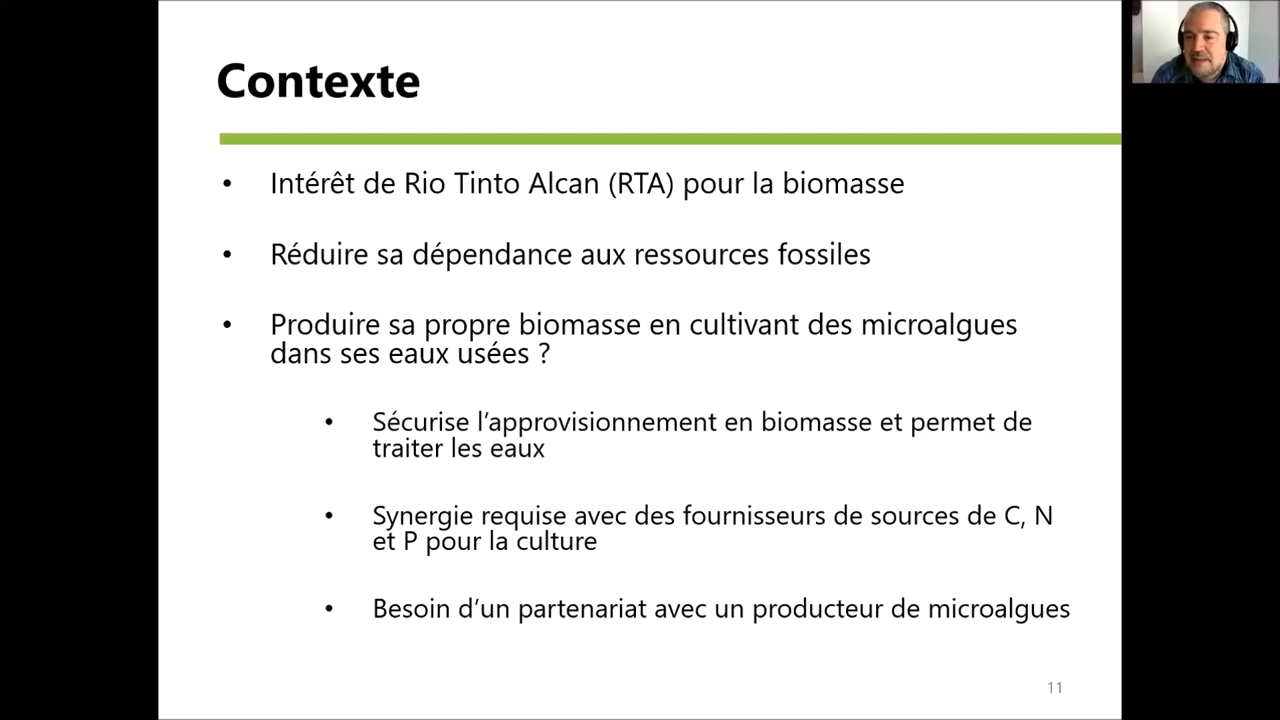 Contexte
• Intérêt de Rio Tinto Alcan (RTA) pour la biomasse
• Réduire sa dépendance aux ressources fossiles
• Produire sa propre biomasse en cultivant des microalgues
dans ses eaux usées ?
• Sécurise l’approvisionnement en biomasse et permet de
traiter les eaux
• Synergie requise avec des fournisseurs de sources de C, N
et P pour la culture
• Besoin d’un partenariat avec un producteur de microalgues
11